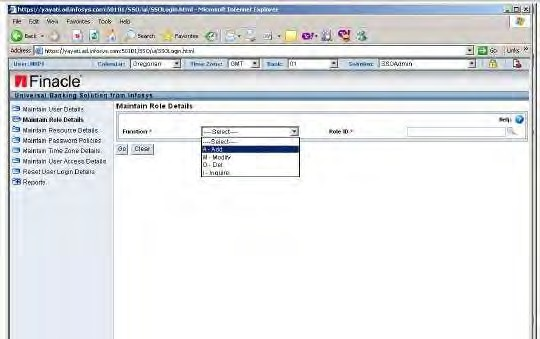 https://yayati.ad.infosys.com:50101/SSO/ui/SSOLogin.html - Microsoft Internet Explorer
File Edit View Favorites Tools Help
Back Search Favorites
Address https://yayati.ad.infosys.com:50101/SSO/ui/SSOLogin.html Go Links »
User: Calendar: Gregorian Time Zone: GMT Bank: 01 Solution: SSOAdmin
Finacle
Universal Banking Solution from Infosys
Maintain User Details
Maintain Role Details
Maintain Resource Details
Maintain Password Policies
Maintain Time Zone Details
Maintain User Access Details
Reset User Login Details
Reports
Maintain Role Details
Help
Function * ----Select---- Role ID *
----Select----
A - Add
M - Modify
D - Del
I - Inquire
Go Clear